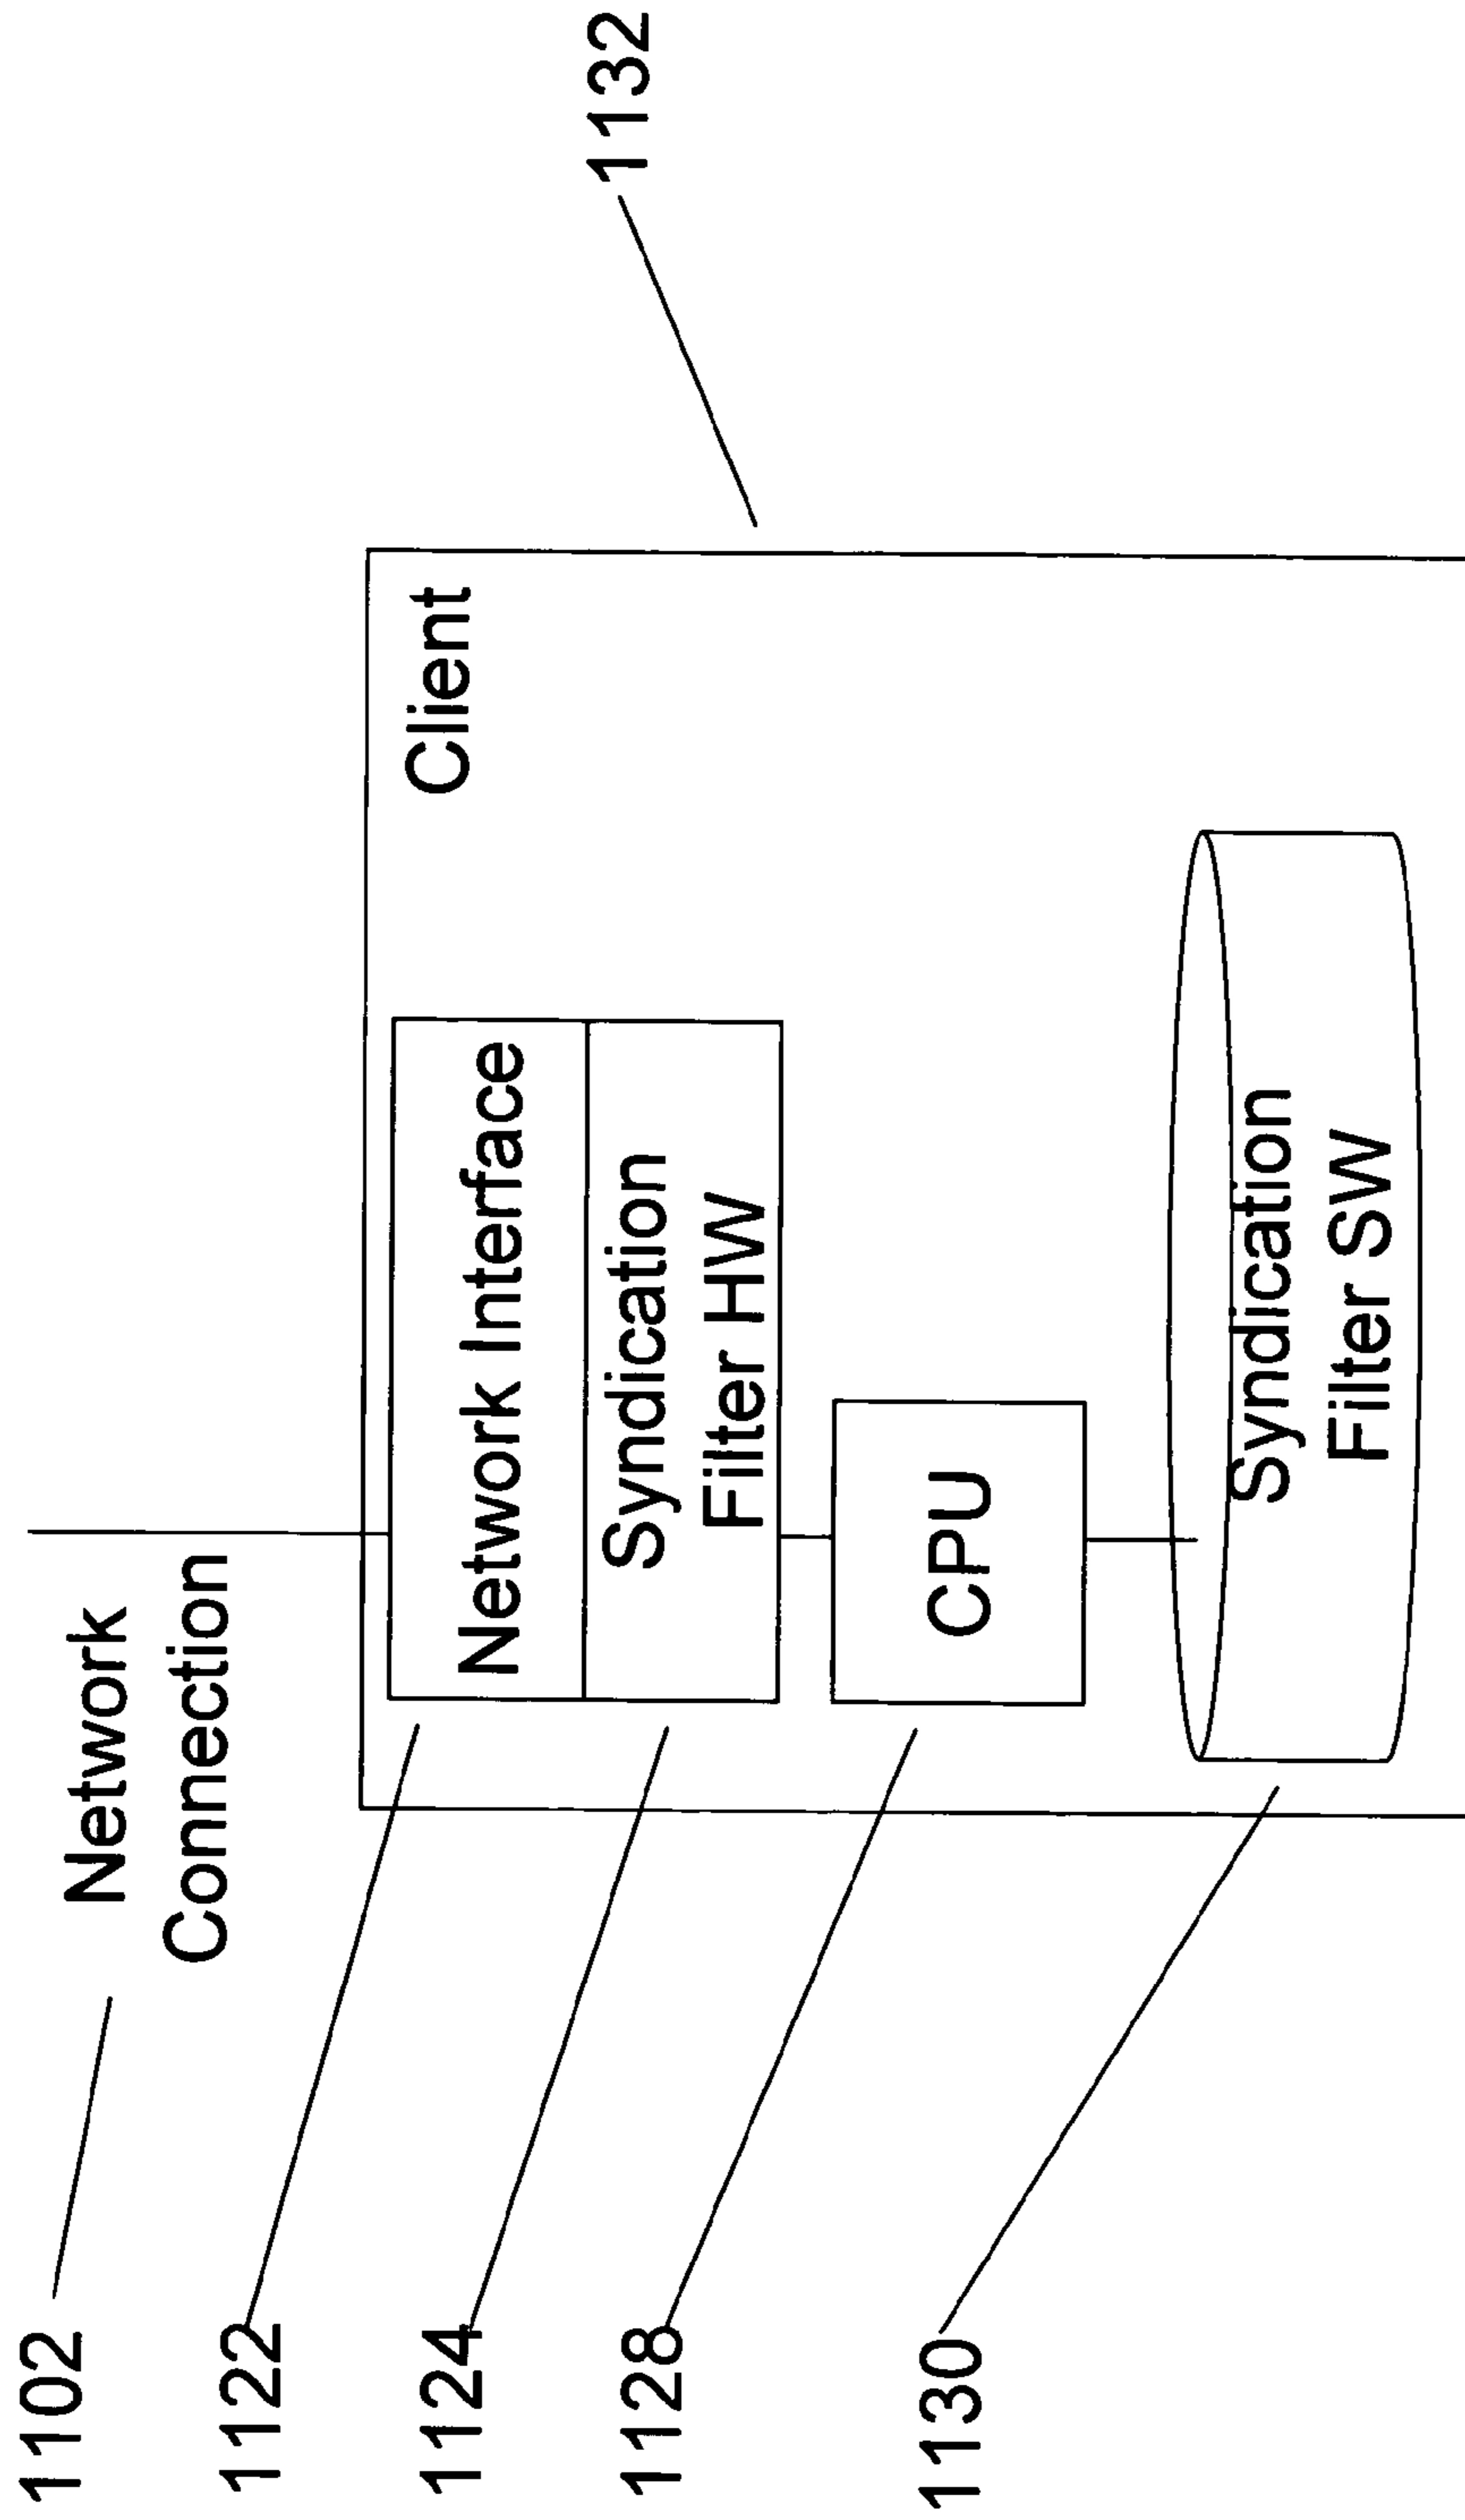 1102
Network
Connection
1122
Client
1132
Network Interface
1124
Syndication
Filter HW
1128
CPU
1130
Syndication
Filter SW